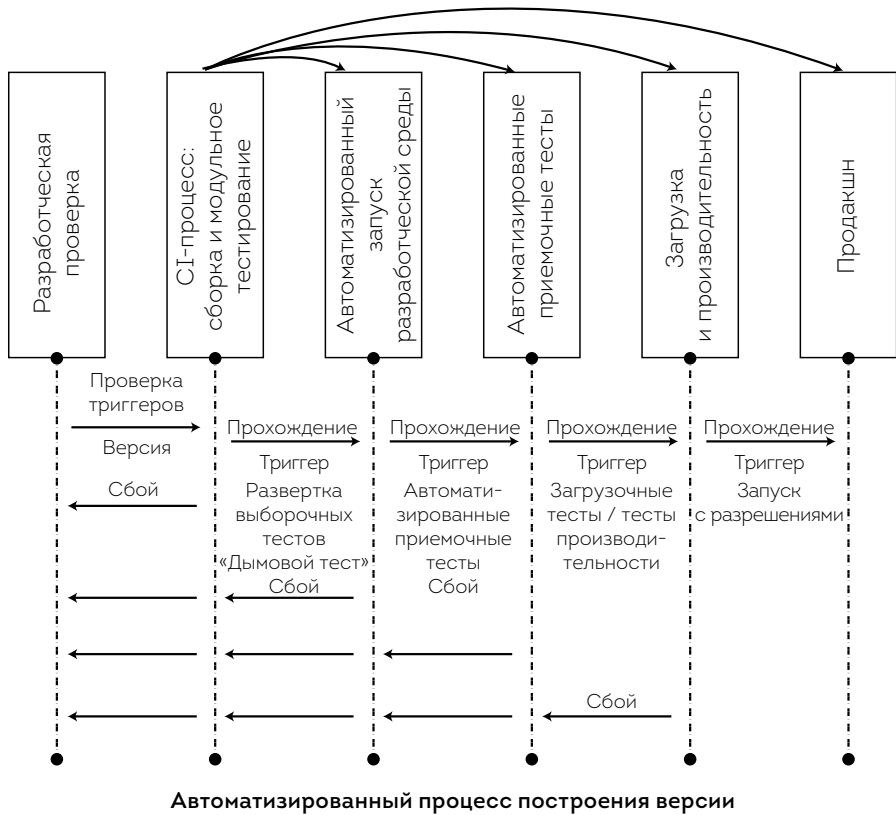 Разработческая
проверка
CI-процесс:
сборка и модульное
тестирование
Автоматизированный
запуск
разработческой среды
Автоматизированные
приемочные тесты
Загрузка
и производительность
Продакшн
Проверка
триггеров
Версия
Сбой
Прохождение
Триггер
Развертка
выборочных
тестов
«Дымовой тест»
Сбой
Прохождение
Триггер
Автомати-
зированные
приемочные
тесты
Сбой
Прохождение
Триггер
Загрузочные
тесты / тесты
производи-
тельности
Прохождение
Триггер
Запуск
с разрешениями
Сбой
Автоматизированный процесс построения версии